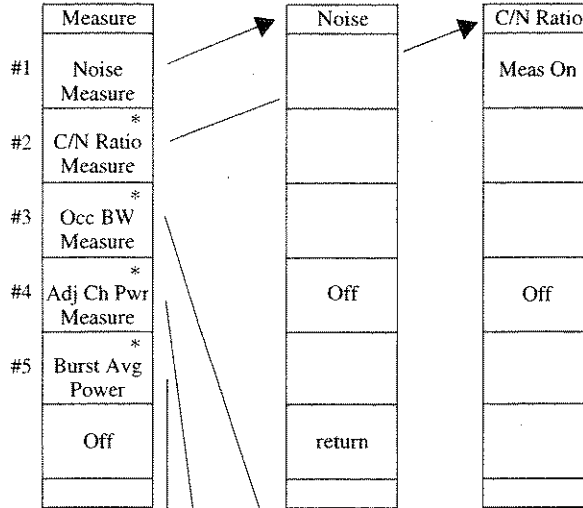 Measure
#1 Noise
Measure
*
#2 C/N Ratio
Measure
*
#3 Occ BW
Measure
*
#4 Adj Ch Pwr
Measure
*
#5 Burst Avg
Power
Off
Noise
Off
return
C/N Ratio
Meas On
Off